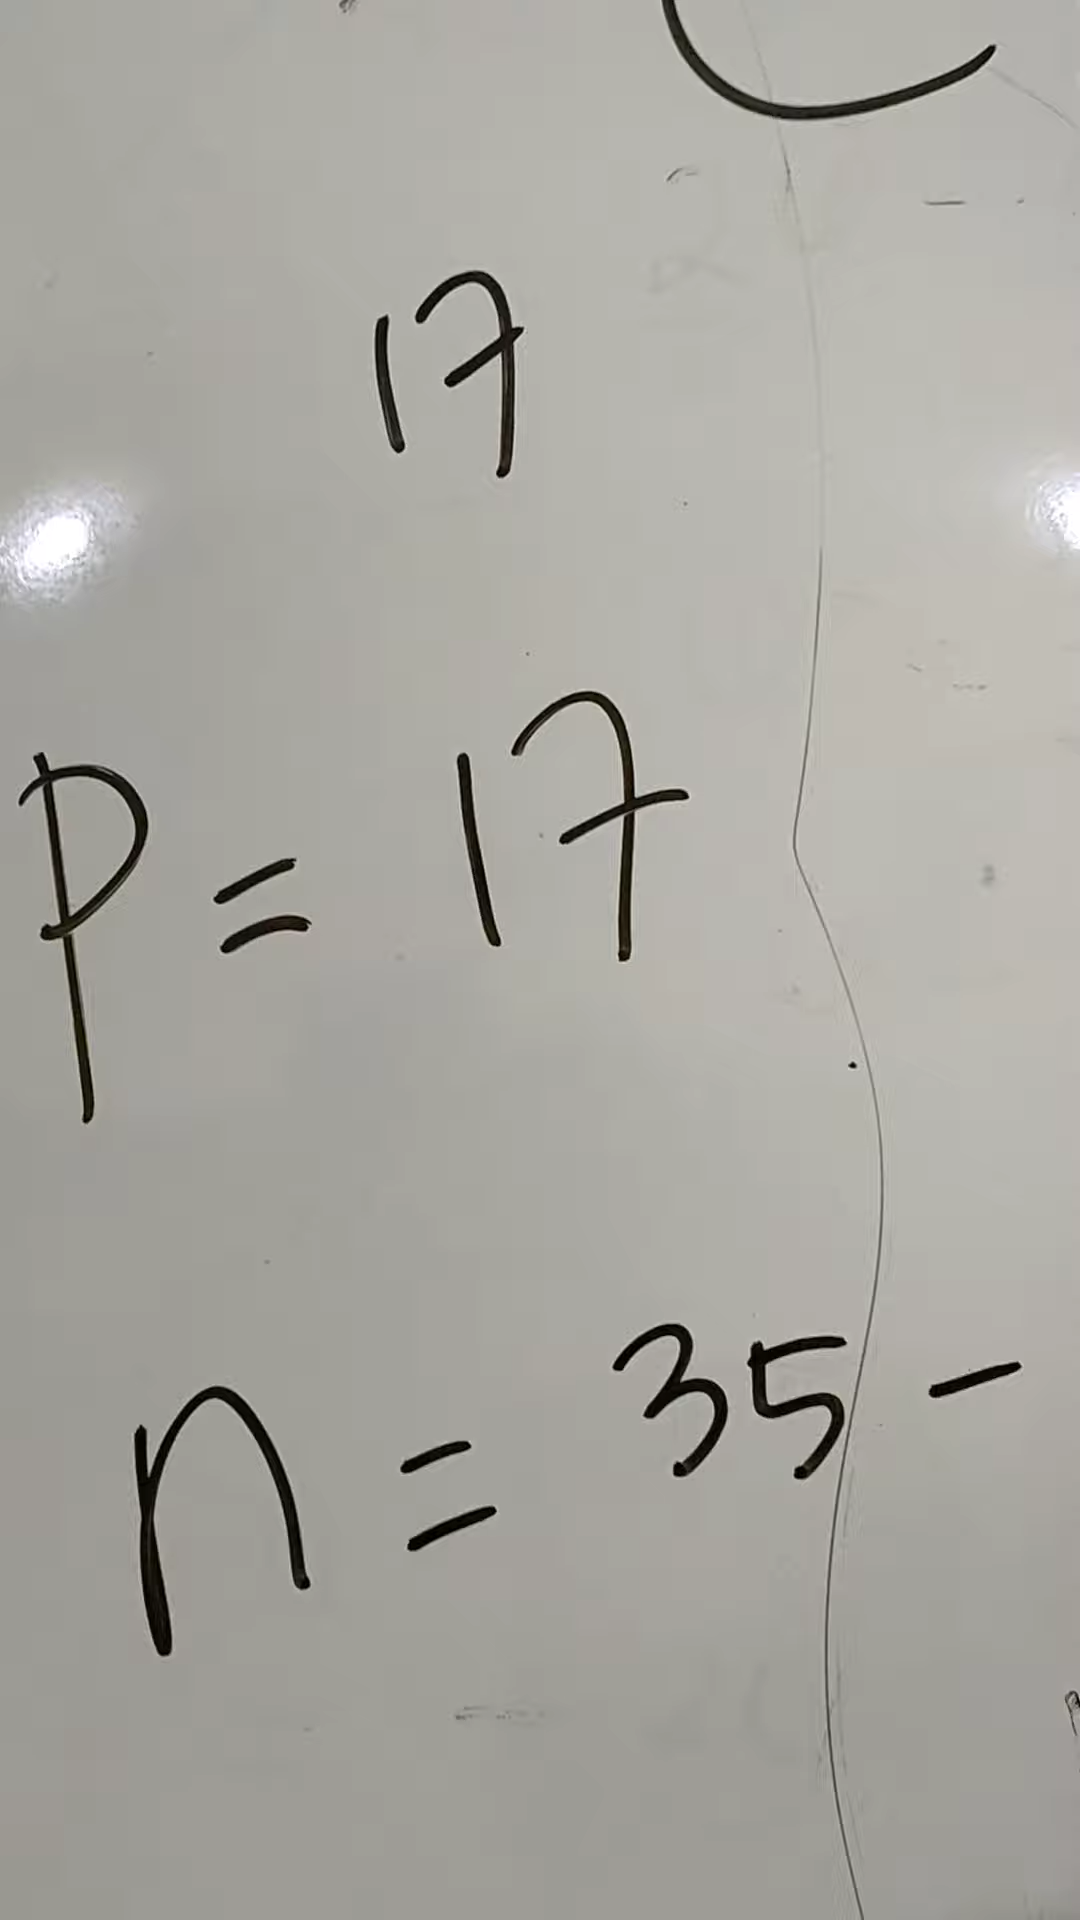 17
P = 17
n = 35 -